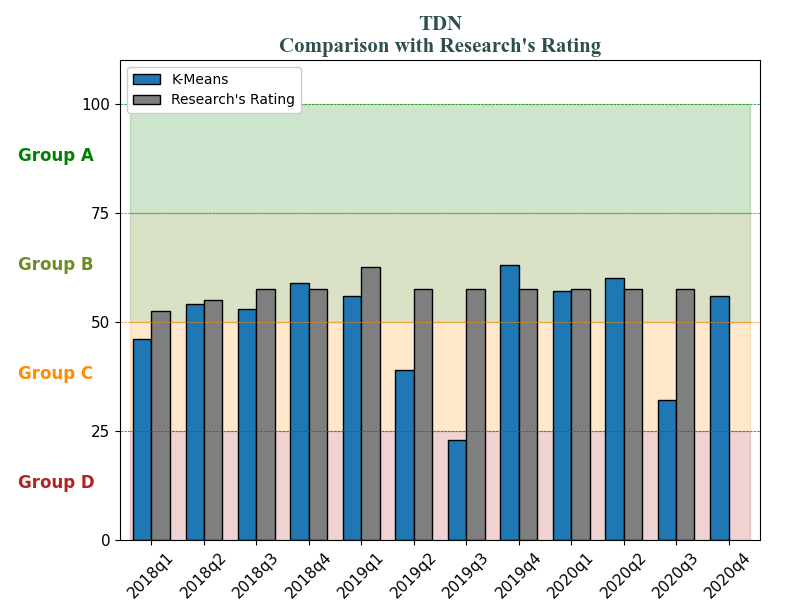 TDN
Comparison with Research's Rating
K-Means
Research's Rating
100
Group A
75
Group B
50
Group C
25
Group D
0
2018q1
2018q2
2018q3
2018q4
2019q1
2019q2
2019q3
2019q4
2020q1
2020q2
2020q3
2020q4